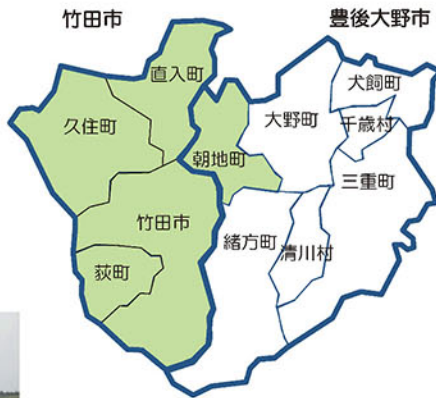 竹田市
豊後大野市
直入町
久住町
朝地町
大野町
犬飼町
千歳村
三重町
竹田市
緒方町
清川村
荻町